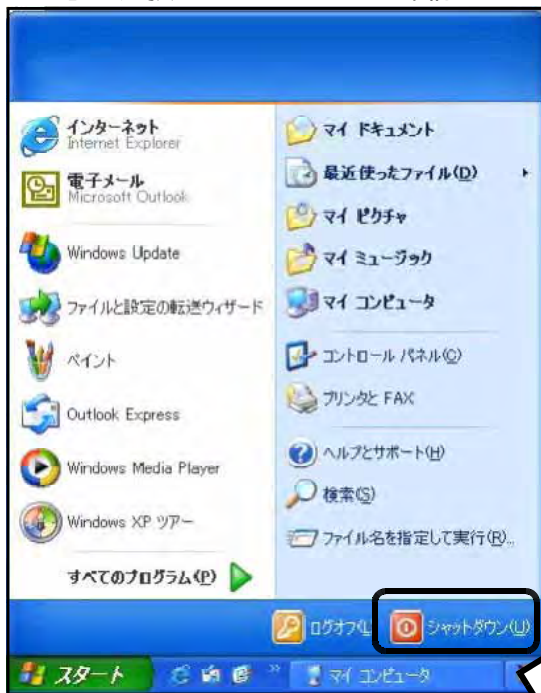 インターネット
Internet Explorer
電子メール
Microsoft Outlook
Windows Update
ファイルと設定の転送ウィザード
ペイント
Outlook Express
Windows Media Player
Windows XP ツアー
すべてのプログラム(P)
マイ ドキュメント
最近使ったファイル(D)
マイ ピクチャ
マイ ミュージック
マイ コンピュータ
コントロール パネル(C)
プリンタと FAX
ヘルプとサポート(H)
検索(S)
ファイル名を指定して実行(R)...
ログオフ(L)
シャットダウン(U)
スタート
マイ コンピュータ